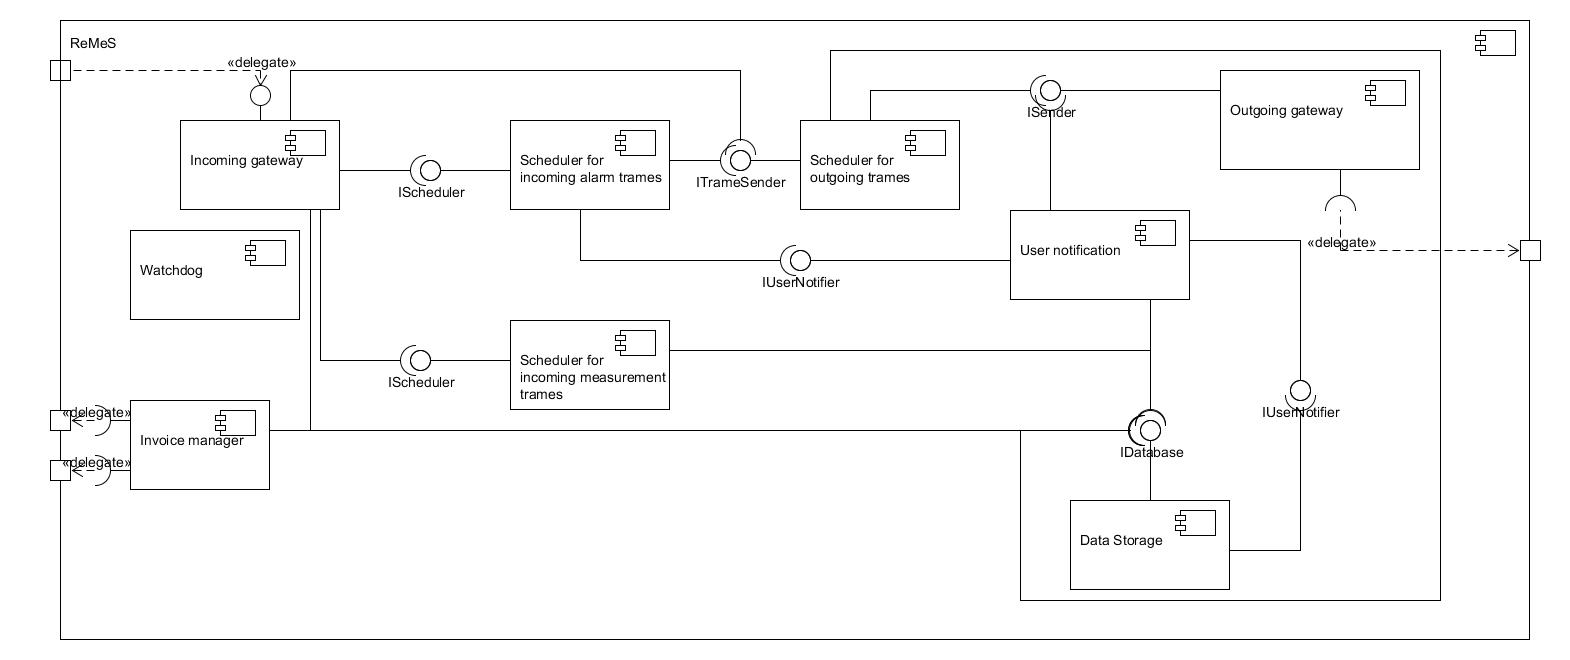 ReMeS
«delegate»
ISender
Outgoing gateway
Incoming gateway
Scheduler for
incoming alarm trames
Scheduler for
outgoing trames
IScheduler
ITrameSender
«delegate»
User notification
Watchdog
IUserNotifier
Scheduler for
incoming measurement
trames
IScheduler
«delegate»
IUserNotifier
Invoice manager
IDatabase
«delegate»
Data Storage